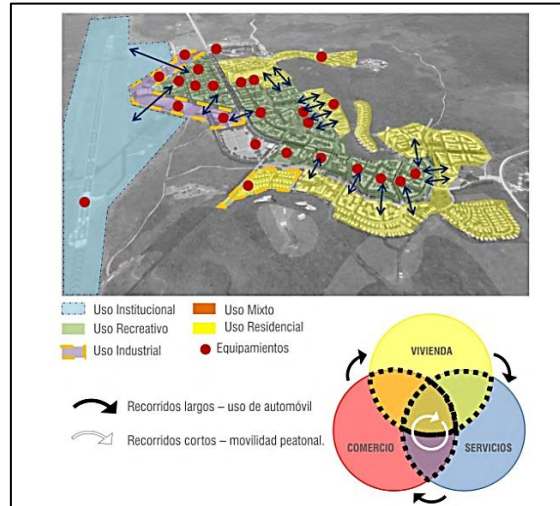 Uso Institucional
Uso Mixto
Uso Recreativo
Uso Residencial
Uso Industrial
Equipamientos
Recorridos largos – uso de automóvil
Recorridos cortos – movilidad peatonal.
VIVIENDA
COMERCIO
SERVICIOS